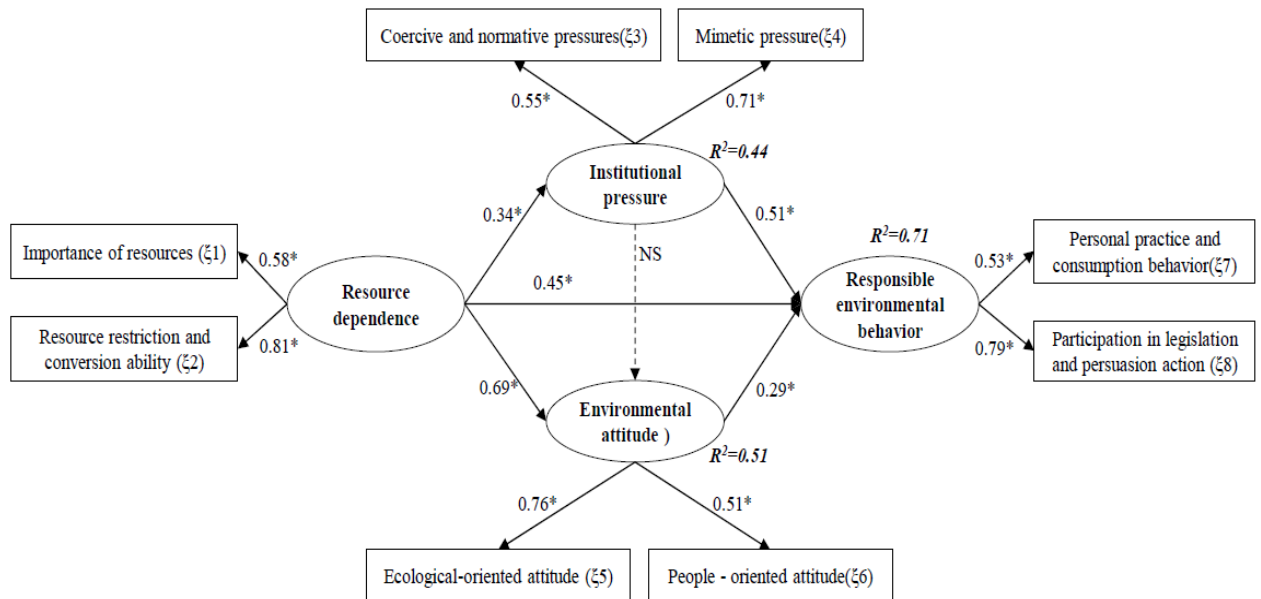 Coercive and normative pressures(ξ3)
Mimetic pressure(ξ4)
0.55*
0.71*
R²=0.44
Institutional
pressure
0.34*
0.51*
Importance of resources (ξ1)
0.58*
NS
R²=0.71
Personal practice and
consumption behavior(ξ7)
0.53*
Resource
dependence
0.45*
Responsible
environmental
behavior
Resource restriction and
conversion ability (ξ2)
0.81*
0.79*
Participation in legislation
and persuasion action (ξ8)
0.69*
0.29*
Environmental
attitude )
R²=0.51
0.76*
0.51*
Ecological-oriented attitude (ξ5)
People - oriented attitude(ξ6)